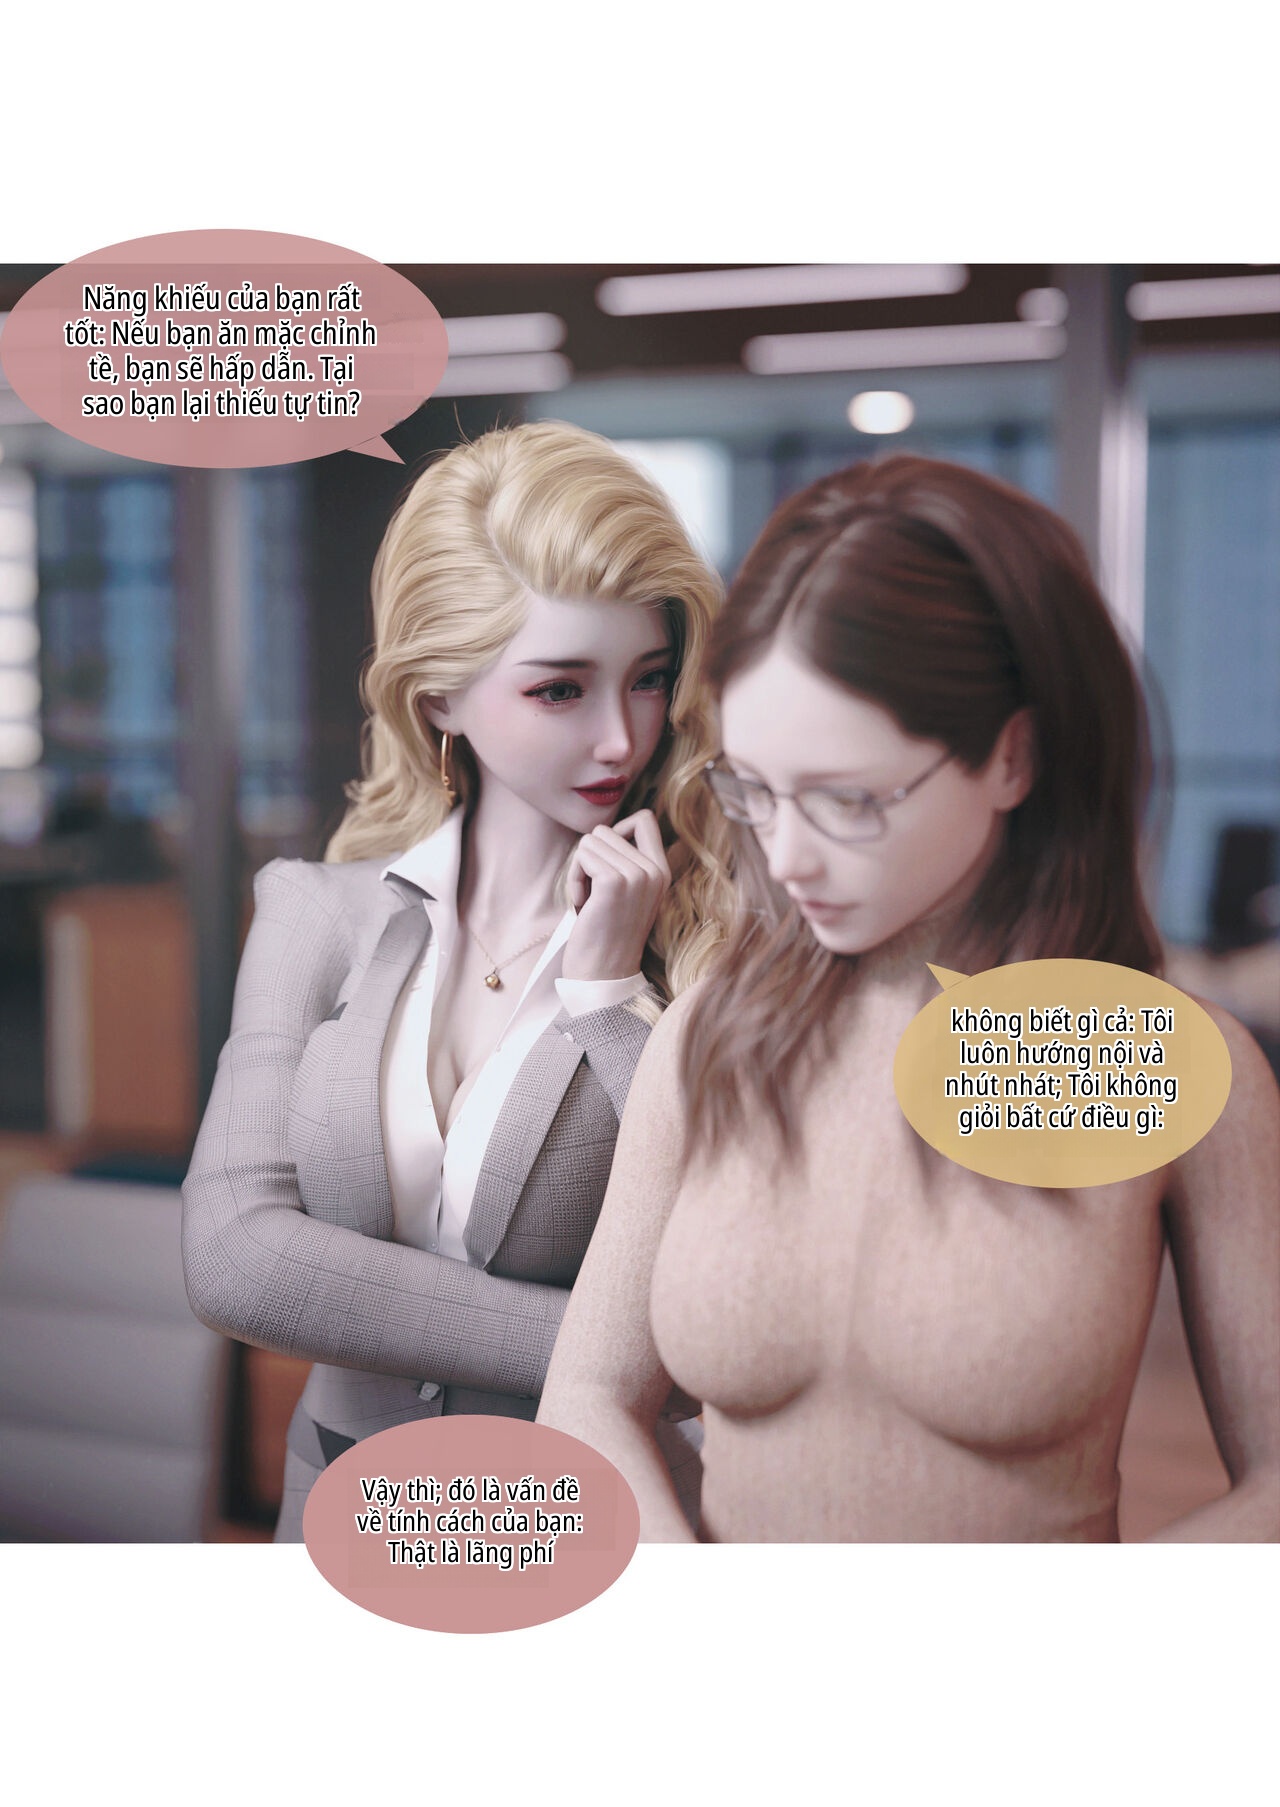 Năng khiếu của bạn rất
tốt: Nếu bạn ăn mặc chỉnh
tề, bạn sẽ hấp dẫn. Tại
sao bạn lại thiếu tự tin?
không biết gì cả: Tôi
luôn hướng nội và
nhút nhát; Tôi không
giỏi bất cứ điều gì:
Vậy thì; đó là vấn đề
về tính cách của bạn:
Thật là lãng phí